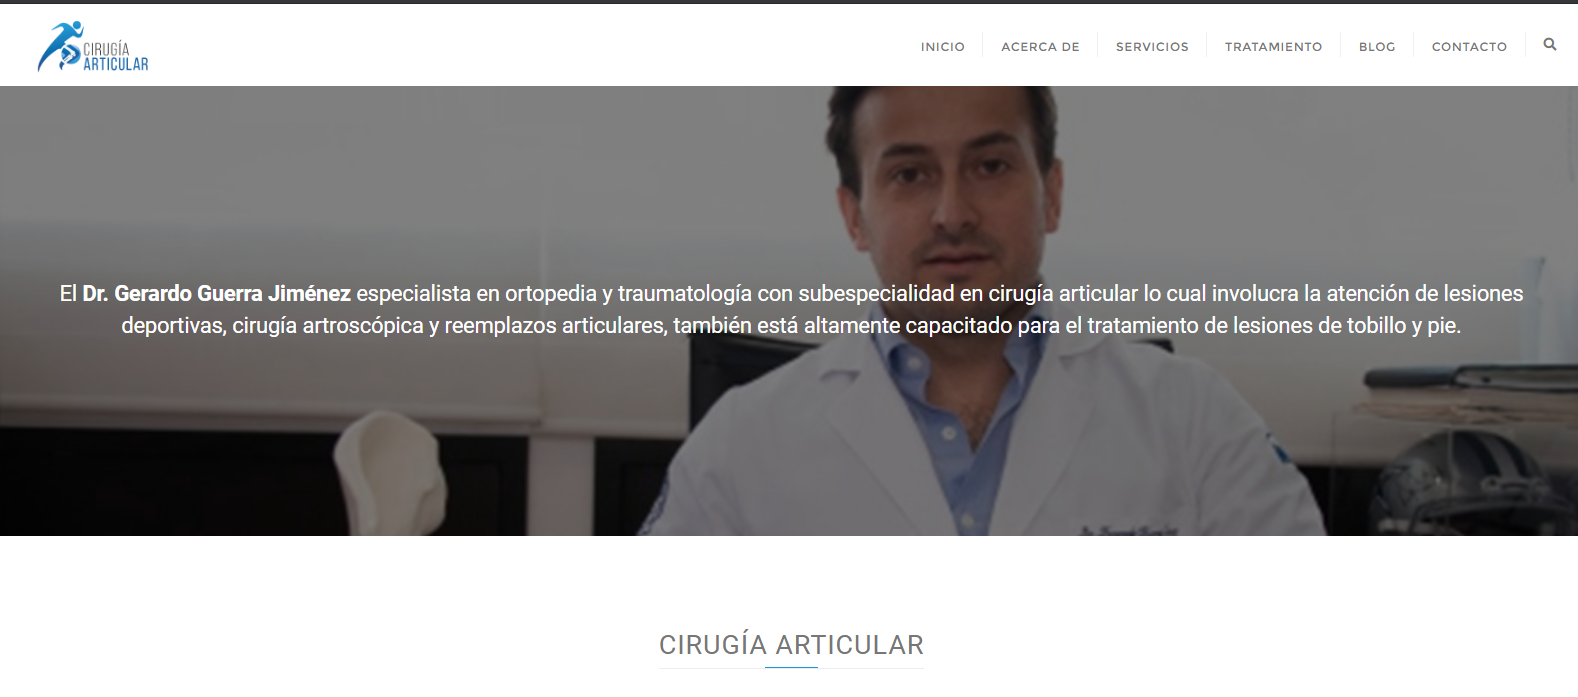 CIRUGÍA
ARTICULAR
INICIO
ACERCA DE
SERVICIOS
TRATAMIENTO
BLOG
CONTACTO
El Dr. Gerardo Guerra Jiménez especialista en ortopedia y traumatología con subespecialidad en cirugía articular lo cual involucra la atención de lesiones
deportivas, cirugía artroscópica y reemplazos articulares, también está altamente capacitado para el tratamiento de lesiones de tobillo y pie.
CIRUGÍA ARTICULAR